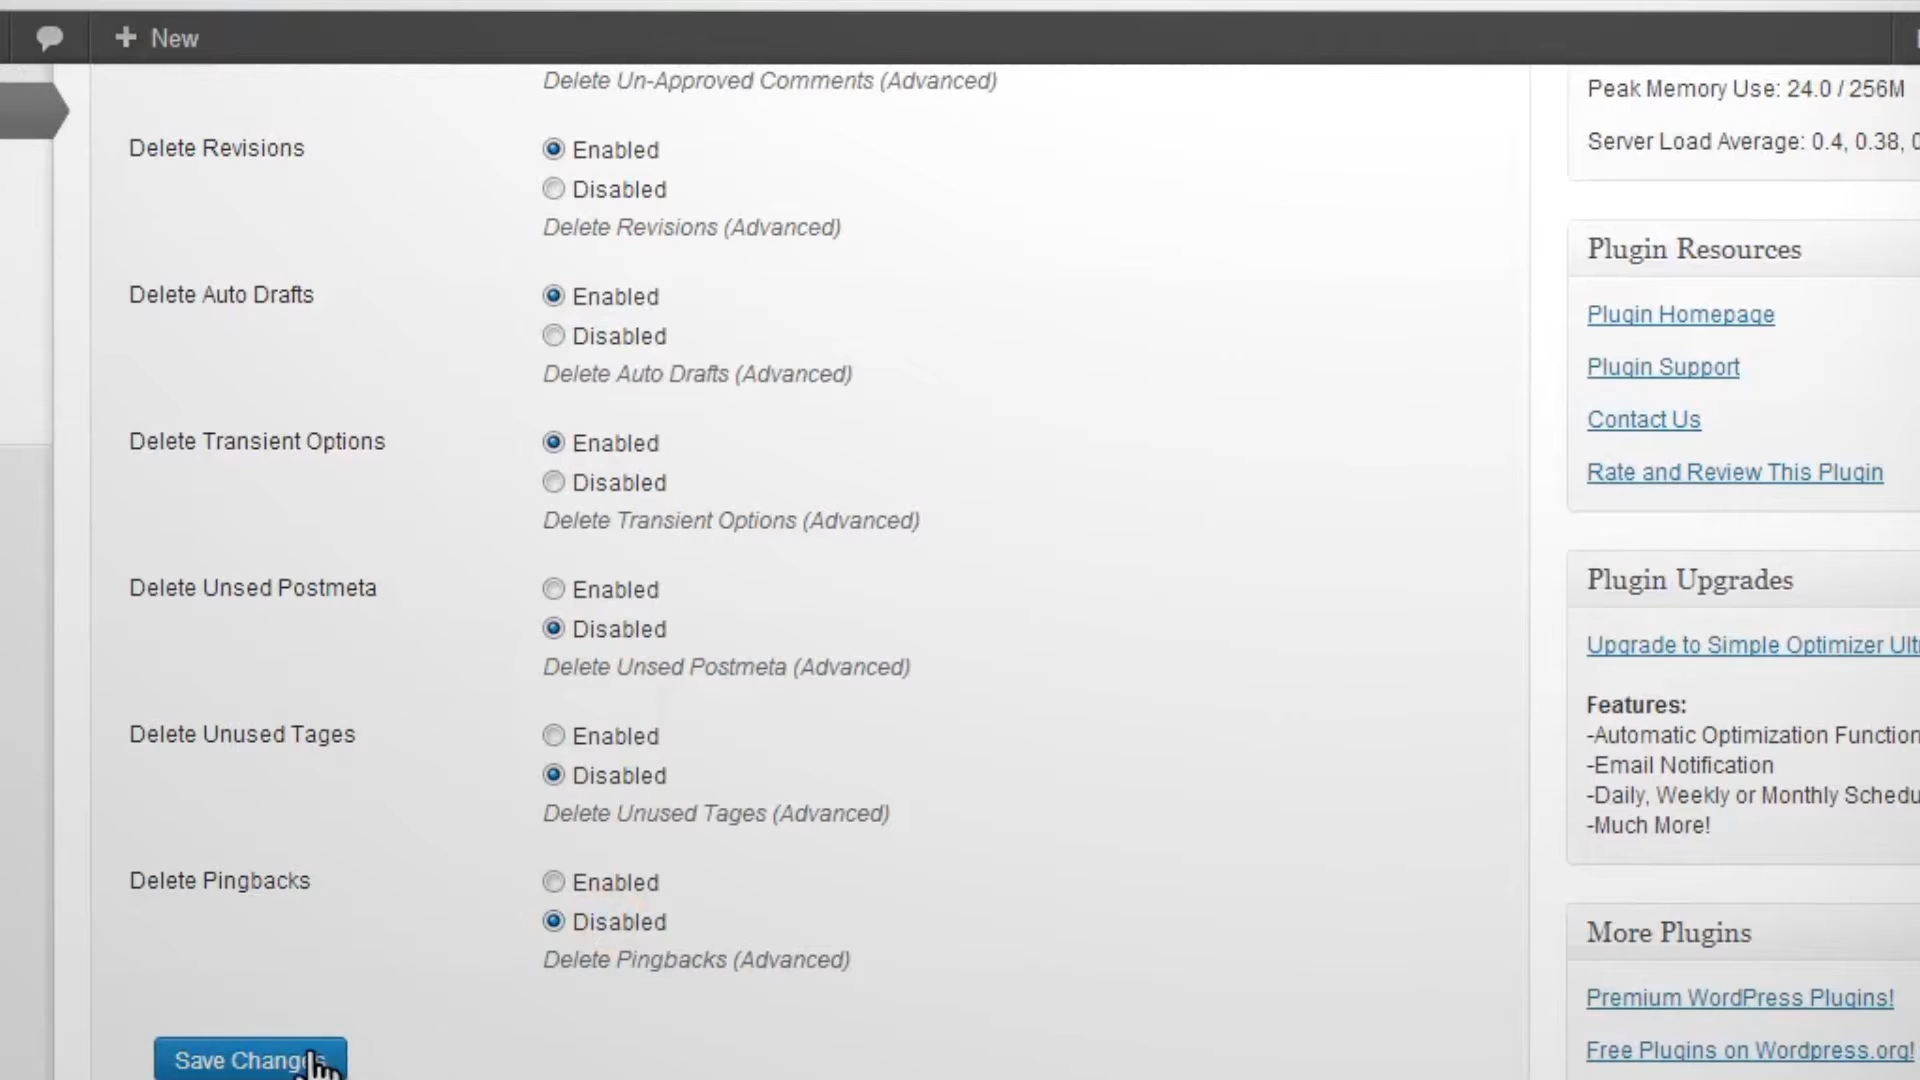 New
Delete Un-Approved Comments (Advanced)
Delete Revisions
Enabled
Disabled
Delete Revisions (Advanced)
Delete Auto Drafts
Enabled
Disabled
Delete Auto Drafts (Advanced)
Delete Transient Options
Enabled
Disabled
Delete Transient Options (Advanced)
Delete Unsed Postmeta
Enabled
Disabled
Delete Unsed Postmeta (Advanced)
Delete Unused Tages
Enabled
Disabled
Delete Unused Tages (Advanced)
Delete Pingbacks
Enabled
Disabled
Delete Pingbacks (Advanced)
Save Changes
Peak Memory Use: 24.0 / 256M
Server Load Average: 0.4, 0.38,
Plugin Resources
Plugin Homepage
Plugin Support
Contact Us
Rate and Review This Plugin
Plugin Upgrades
Upgrade to Simple Optimizer
Features:
-Automatic Optimization Function
-Email Notification
-Daily, Weekly or Monthly
-Much More!
More Plugins
Premium WordPress Plugins!
Free Plugins on Wordpress.org!